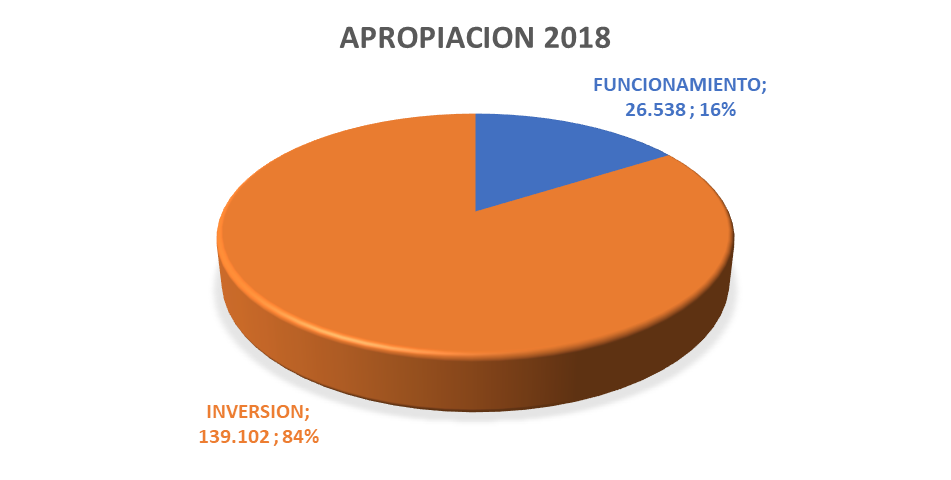 APROPIACION 2018
FUNCIONAMIENTO;
26.538 ; 16%
INVERSION;
139.102 ; 84%